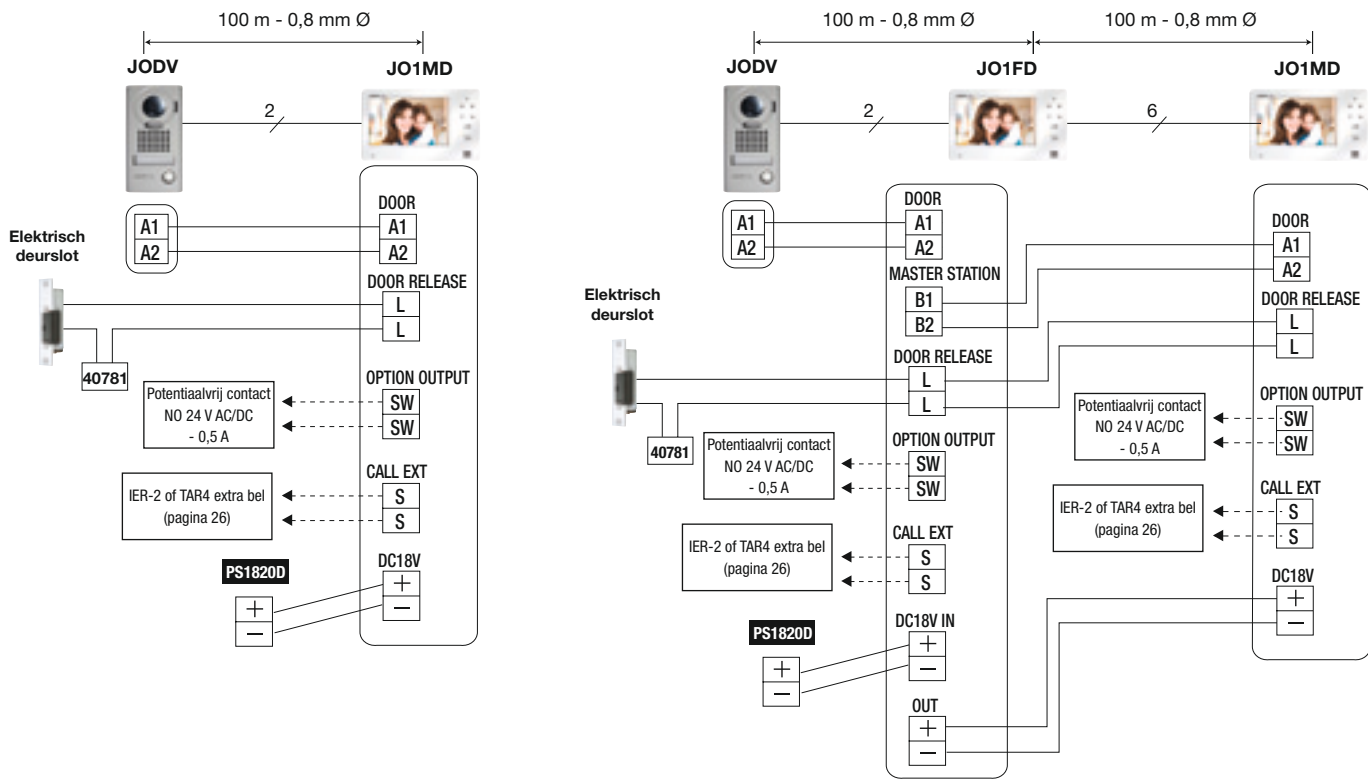 100 m - 0,8 mm Ø
JODV
JO1MD
2
A1
A2
DOOR
A1
A2
Elektrisch
deurslot
DOOR RELEASE
L
L
40781
OPTION OUTPUT
Potentiaalvrij contact
NO 24 V AC/DC
- 0,5 A
SW
SW
CALL EXT
IER-2 of TAR4 extra bel
(pagina 26)
S
S
PS1820D
DC18V
+
−
+
−
100 m - 0,8 mm Ø
100 m - 0,8 mm Ø
JODV
JO1FD
JO1MD
2
6
A1
A2
DOOR
A1
A2
MASTER STATION
B1
B2
Elektrisch
deurslot
DOOR RELEASE
L
L
40781
OPTION OUTPUT
Potentiaalvrij contact
NO 24 V AC/DC
- 0,5 A
SW
SW
CALL EXT
IER-2 of TAR4 extra bel
(pagina 26)
S
S
PS1820D
DC18V IN
+
−
+
−
OUT
+
−
DOOR
A1
A2
DOOR RELEASE
L
L
OPTION OUTPUT
Potentiaalvrij contact
NO 24 V AC/DC
- 0,5 A
SW
SW
CALL EXT
IER-2 of TAR4 extra bel
(pagina 26)
S
S
DC18V
+
−